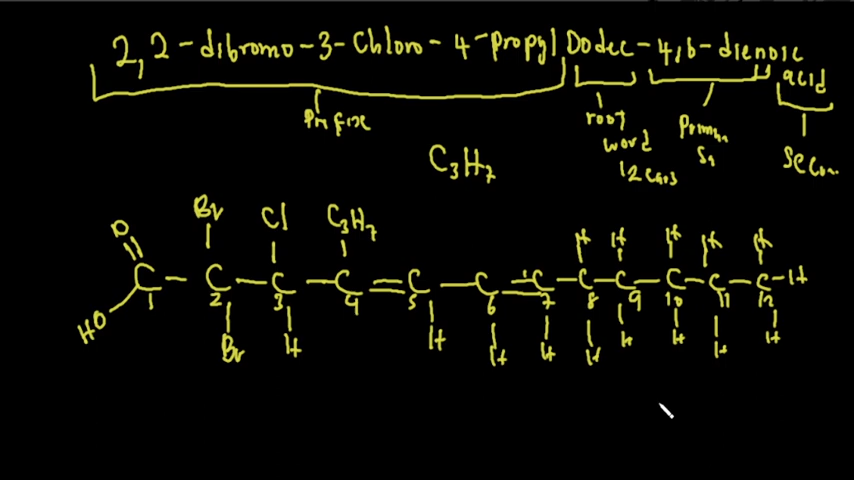 2,2-dibromo-3-Chloro-4-propyl Dodec-4,6-dienoic
acid
Prefix
root
word
12 cars
C3H7
Br Cl C3H7
O H H H H H
C - C - C - C = C - C = C - C - C - C - C - C - H
1 2 3 4 5 6 7 8 9 10 11 12
HO Br H H H H H H H H H